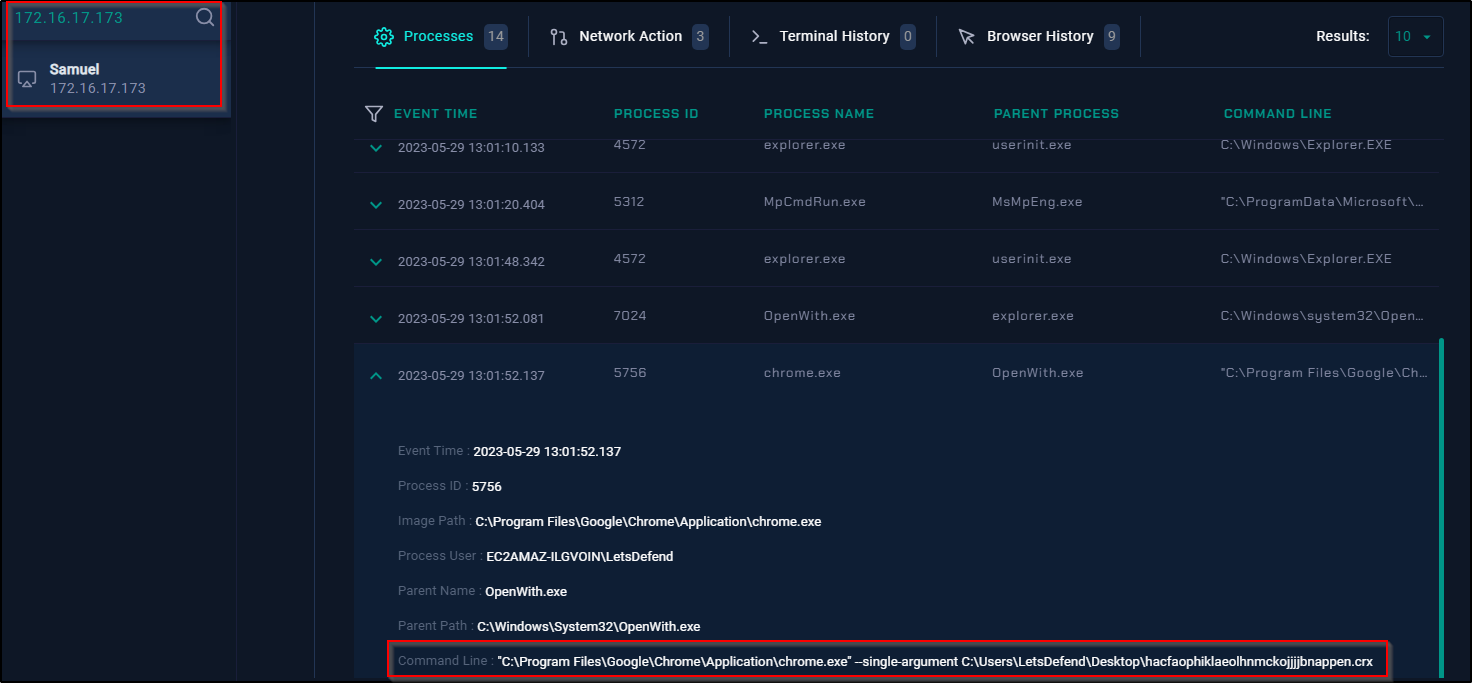 172.16.17.173
Samuel
172.16.17.173
Processes 14 Network Action 3 Terminal History 0 Browser History 9 Results: 10
EVENT TIME PROCESS ID PROCESS NAME PARENT PROCESS COMMAND LINE
2023-05-29 13:01:10.133 4572 explorer.exe userinit.exe C:\Windows\Explorer.EXE
2023-05-29 13:01:20.404 5312 MpCmdRun.exe MsMpEng.exe "C:\ProgramData\Microsoft\...
2023-05-29 13:01:48.342 4572 explorer.exe userinit.exe C:\Windows\Explorer.EXE
2023-05-29 13:01:52.081 7024 OpenWith.exe explorer.exe C:\Windows\system32\Open...
2023-05-29 13:01:52.137 5756 chrome.exe OpenWith.exe "C:\Program Files\Google\Ch...
Event Time : 2023-05-29 13:01:52.137
Process ID : 5756
Image Path : C:\Program Files\Google\Chrome\Application\chrome.exe
Process User : EC2AMAZ-ILGVOIN\LetsDefend
Parent Name : OpenWith.exe
Parent Path : C:\Windows\System32\OpenWith.exe
Command Line : "C:\Program Files\Google\Chrome\Application\chrome.exe" --single-argument C:\Users\LetsDefend\Desktop\hacfaophiklaeolhnmckojjjjbnappen.crx